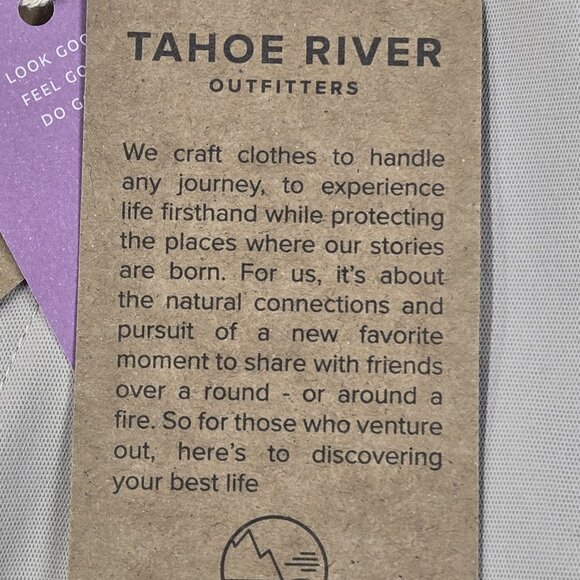 LOOK
FEEL
DO
TAHOE RIVER
OUTFITTERS
We craft clothes to handle
any journey, to experience
life firsthand while protecting
the places where our stories
are born. For us, it's about
the natural connections and
pursuit of a new favorite
moment to share with friends
over a round - or around a
fire. So for those who venture
out, here's to discovering
your best life